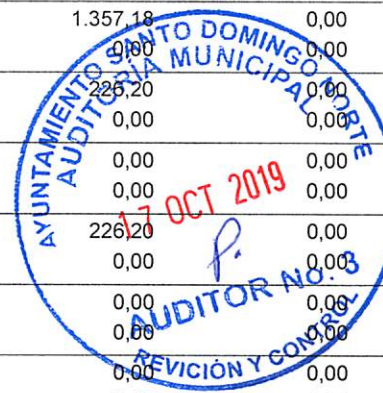 1.357,18 0,00
0,00 0,00
226,20 0,00
0,00 0,00
0,00 0,00
0,00 0,00
226,20 0,00
0,00 0,00
0,00 0,00
0,00 0,00
0,00 0,00
AYUNTAMIENTO SANTO DOMINGO NORTE
AUDITORÍA MUNICIPAL
17 OCT 2019
AUDITOR NO. 3
REVICIÓN Y CONTROL